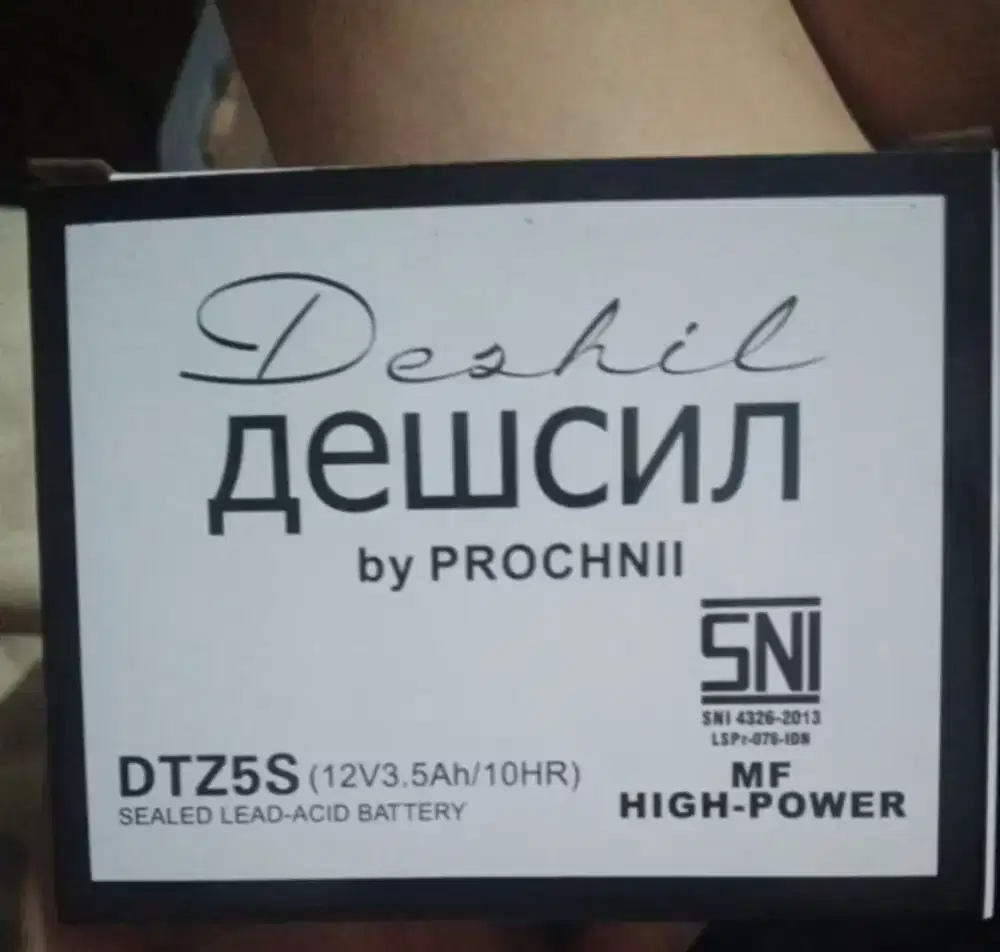 Deshil
дешсил
by PROCHNII
SNI
SNI 4326-2013
LSPr-076-IDN
DTZ5S (12V3.5Ah/10HR)
SEALED LEAD-ACID BATTERY
MF
HIGH-POWER